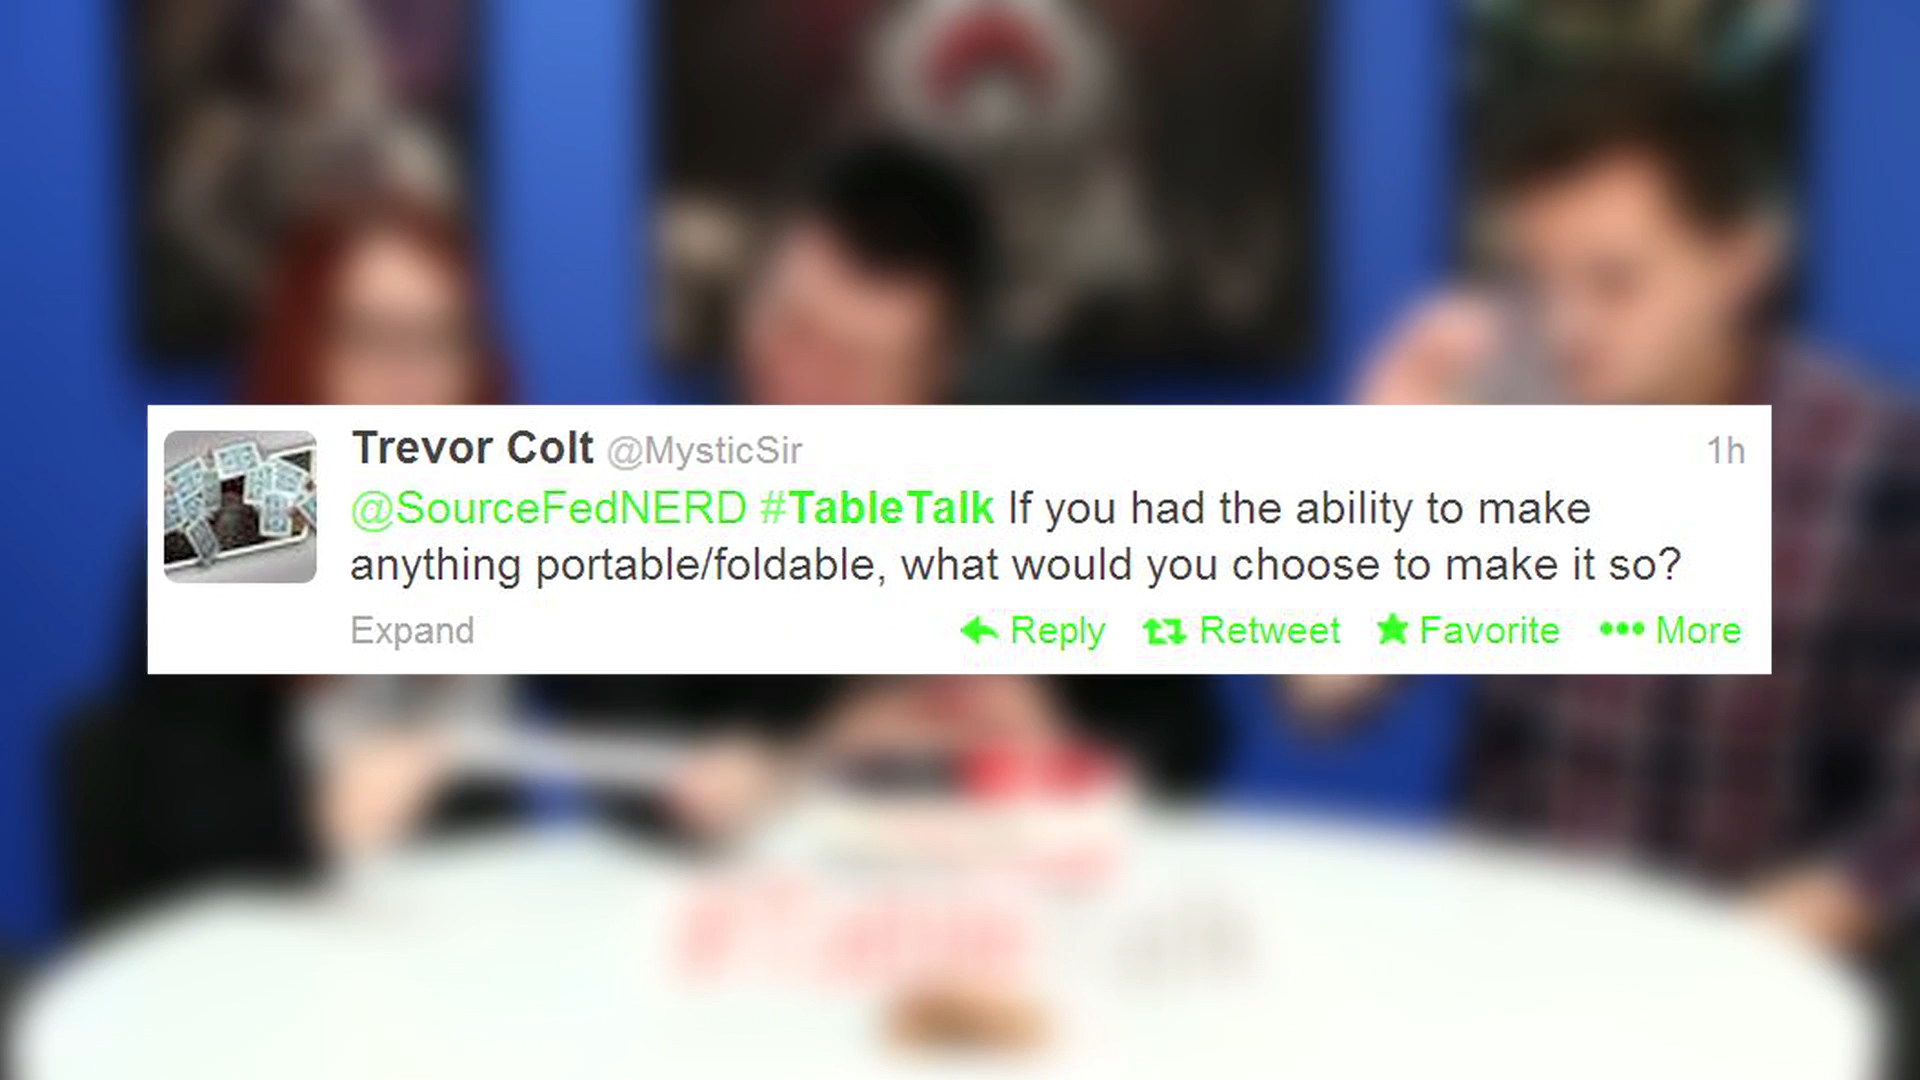 Trevor Colt @MysticSir 1h
@SourceFedNERD #TableTalk If you had the ability to make
anything portable/foldable, what would you choose to make it so?
Expand Reply Retweet Favorite More